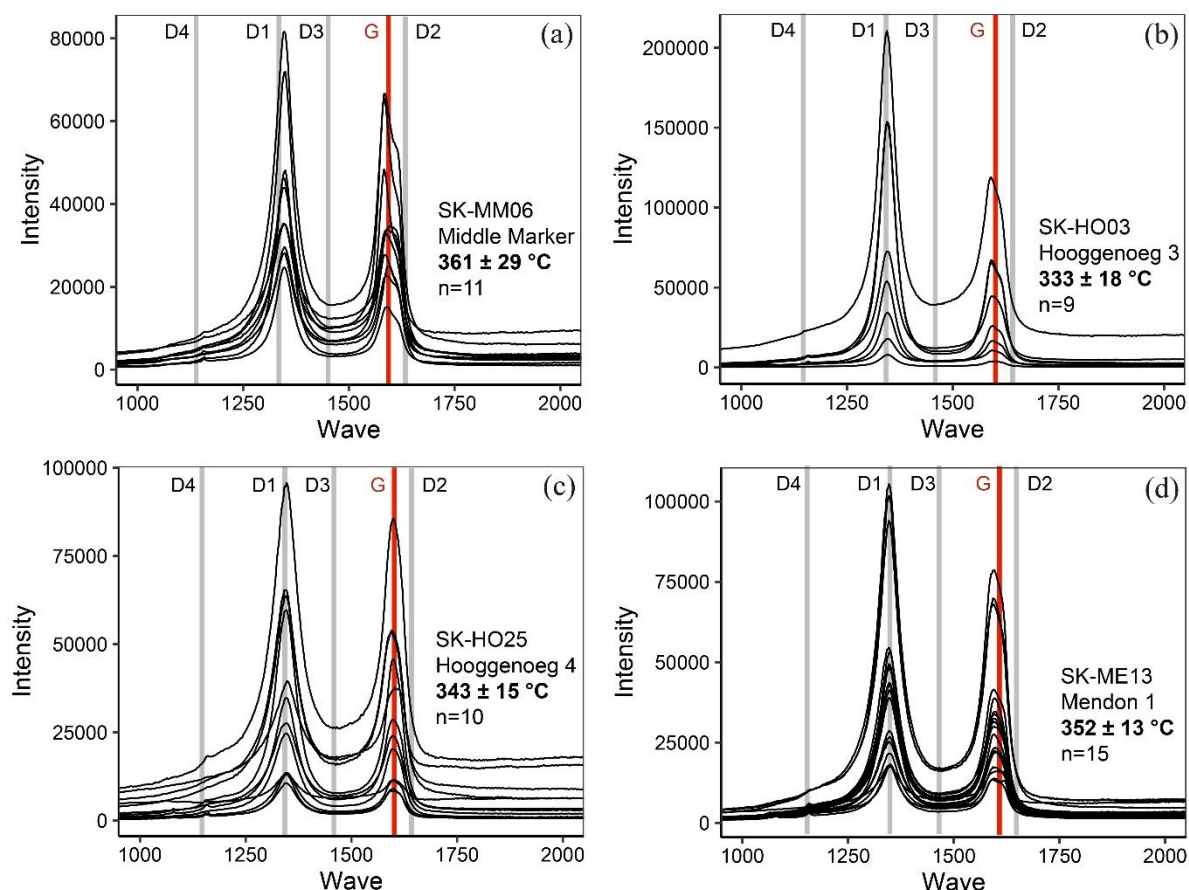 D4 D1 D3 G D2 (a)
80000
60000
40000
20000
0
Intensity
SK-MM06
Middle Marker
361 ± 29 °C
n=11
1000 1250 1500 1750 2000
Wave
D4 D1 D3 G D2 (b)
200000
150000
100000
50000
0
Intensity
SK-HO03
Hooggenoeg 3
333 ± 18 °C
n=9
1000 1250 1500 1750 2000
Wave
D4 D1 D3 G D2 (c)
100000
75000
50000
25000
0
Intensity
SK-HO25
Hooggenoeg 4
343 ± 15 °C
n=10
1000 1250 1500 1750 2000
Wave
D4 D1 D3 G D2 (d)
100000
75000
50000
25000
0
Intensity
SK-ME13
Mendon 1
352 ± 13 °C
n=15
1000 1250 1500 1750 2000
Wave